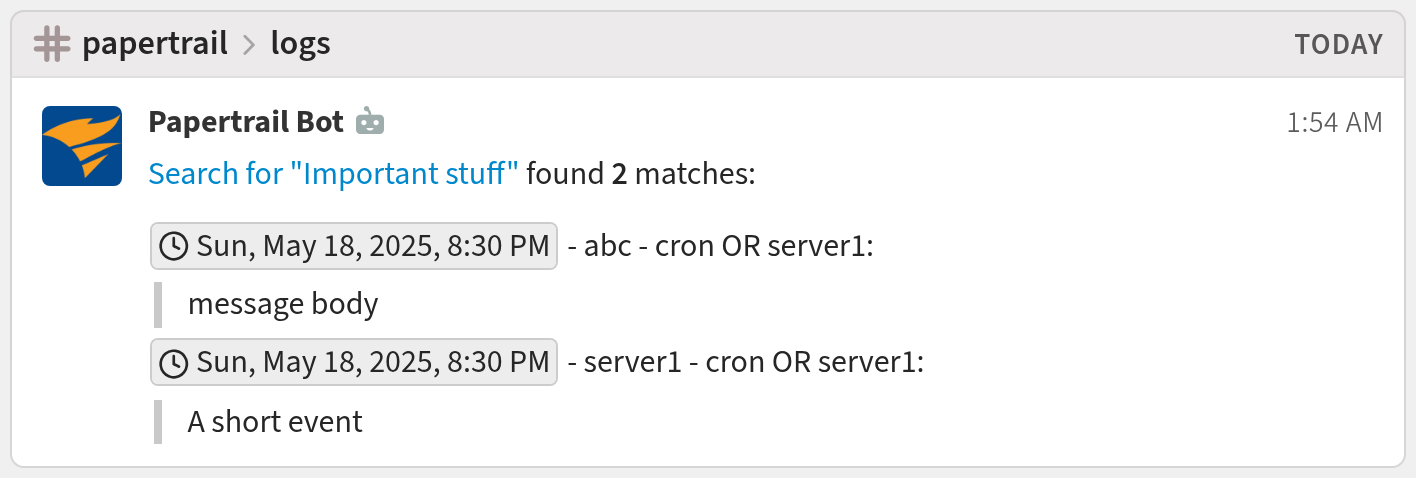 papertrail > logs TODAY
Papertrail Bot 1:54 AM
Search for "Important stuff" found 2 matches:
Sun, May 18, 2025, 8:30 PM - abc - cron OR server1:
message body
Sun, May 18, 2025, 8:30 PM - server1 - cron OR server1:
A short event